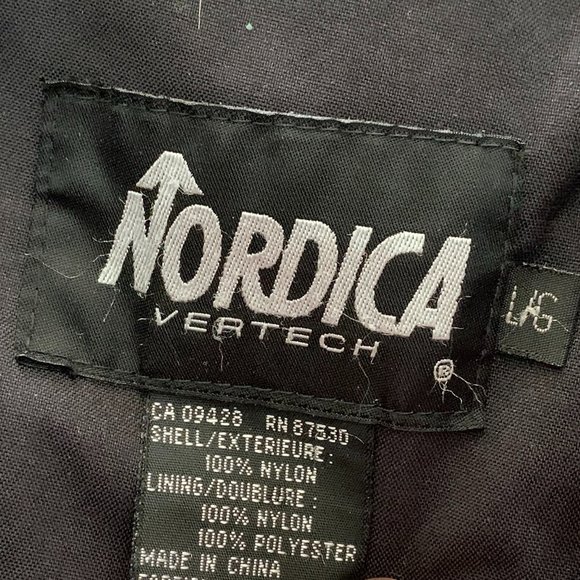 NORDICA
VERTECH
L/G
®
CA 09428 RN 87530
SHELL/EXTERIEURE:
100% NYLON
LINING/DOUBLURE:
100% NYLON
100% POLYESTER
MADE IN CHINA